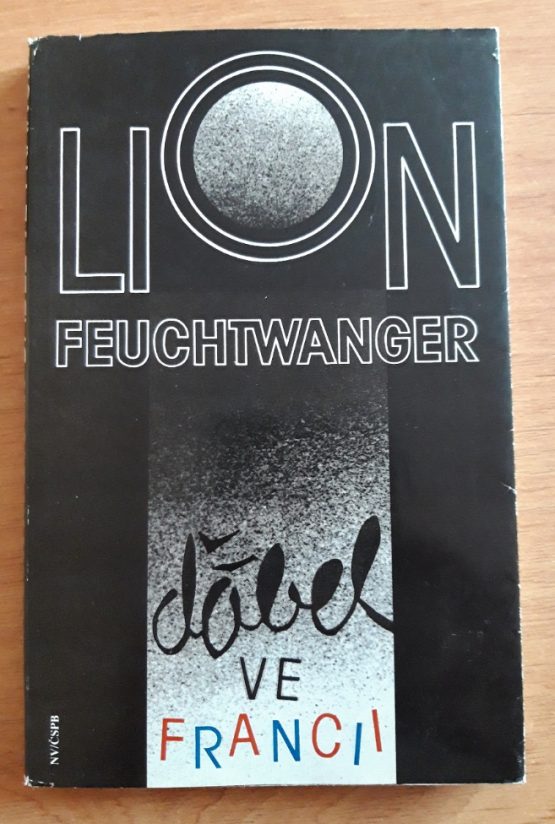 LION
FEUCHTWANGER
ďábel
VE
FRANCII
NV/ČSPB